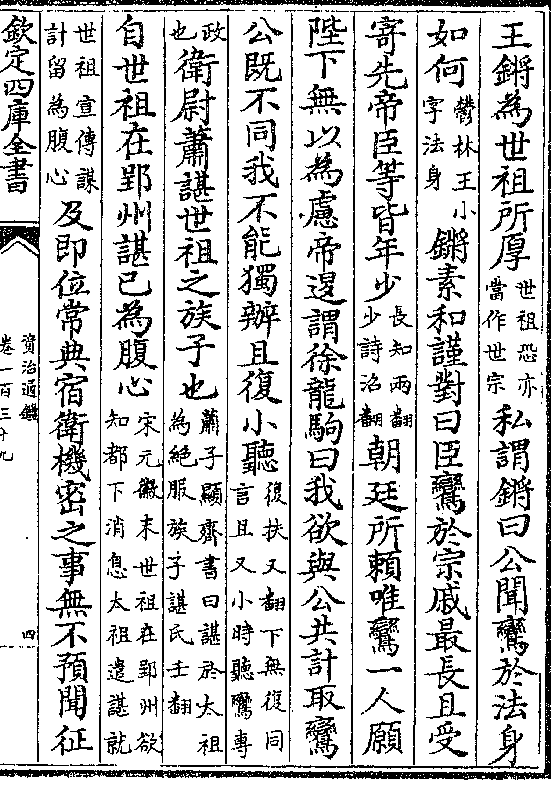 王鏘為世祖所厚世祖恐亦當作世宗私謂鏘曰公聞鸞於法身
如何鬱林王小字法身鏘素和謹對曰臣鸞於宗戚最長且受
寄先帝臣等皆年少長知兩翻少詩沼翻朝廷所頼唯鸞一人願
陛下無以為慮帝退謂徐龍駒曰我欲與公共計取鸞
公既不同我不能獨辦且復小聽復扶又翻下無復同言且又小時聽鸞專
政也衛尉蕭諶世祖之族子也蕭子顯齊書曰諶於太祖為絶服族子諶氏壬翻
自世祖在郢州諶已為腹心宋元徽末世祖在郢州欲知都下消息太祖遣諶就
世祖宣傳謀計留為腹心及即位常典宿衛機密之事無不預聞征
欽定四庫全書
資治通鑑
卷一百三十九
四